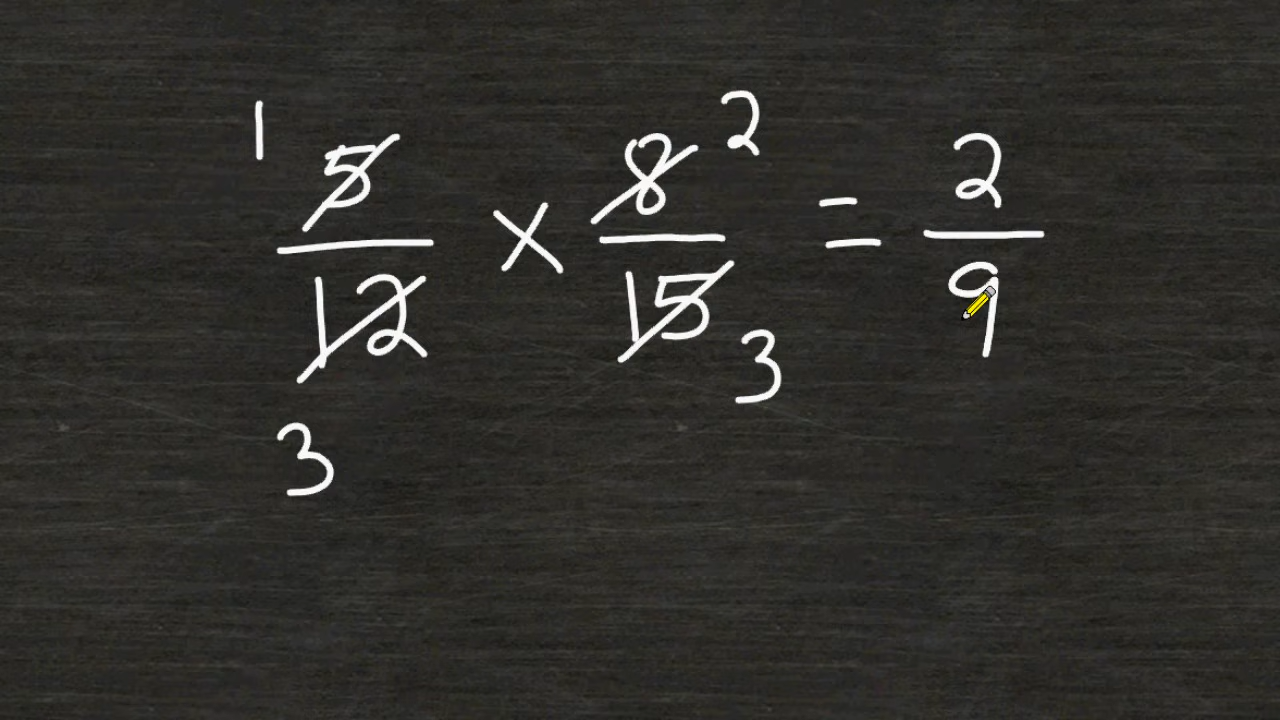 1 5 8 2
— × — = 2/9
12 15 3
3